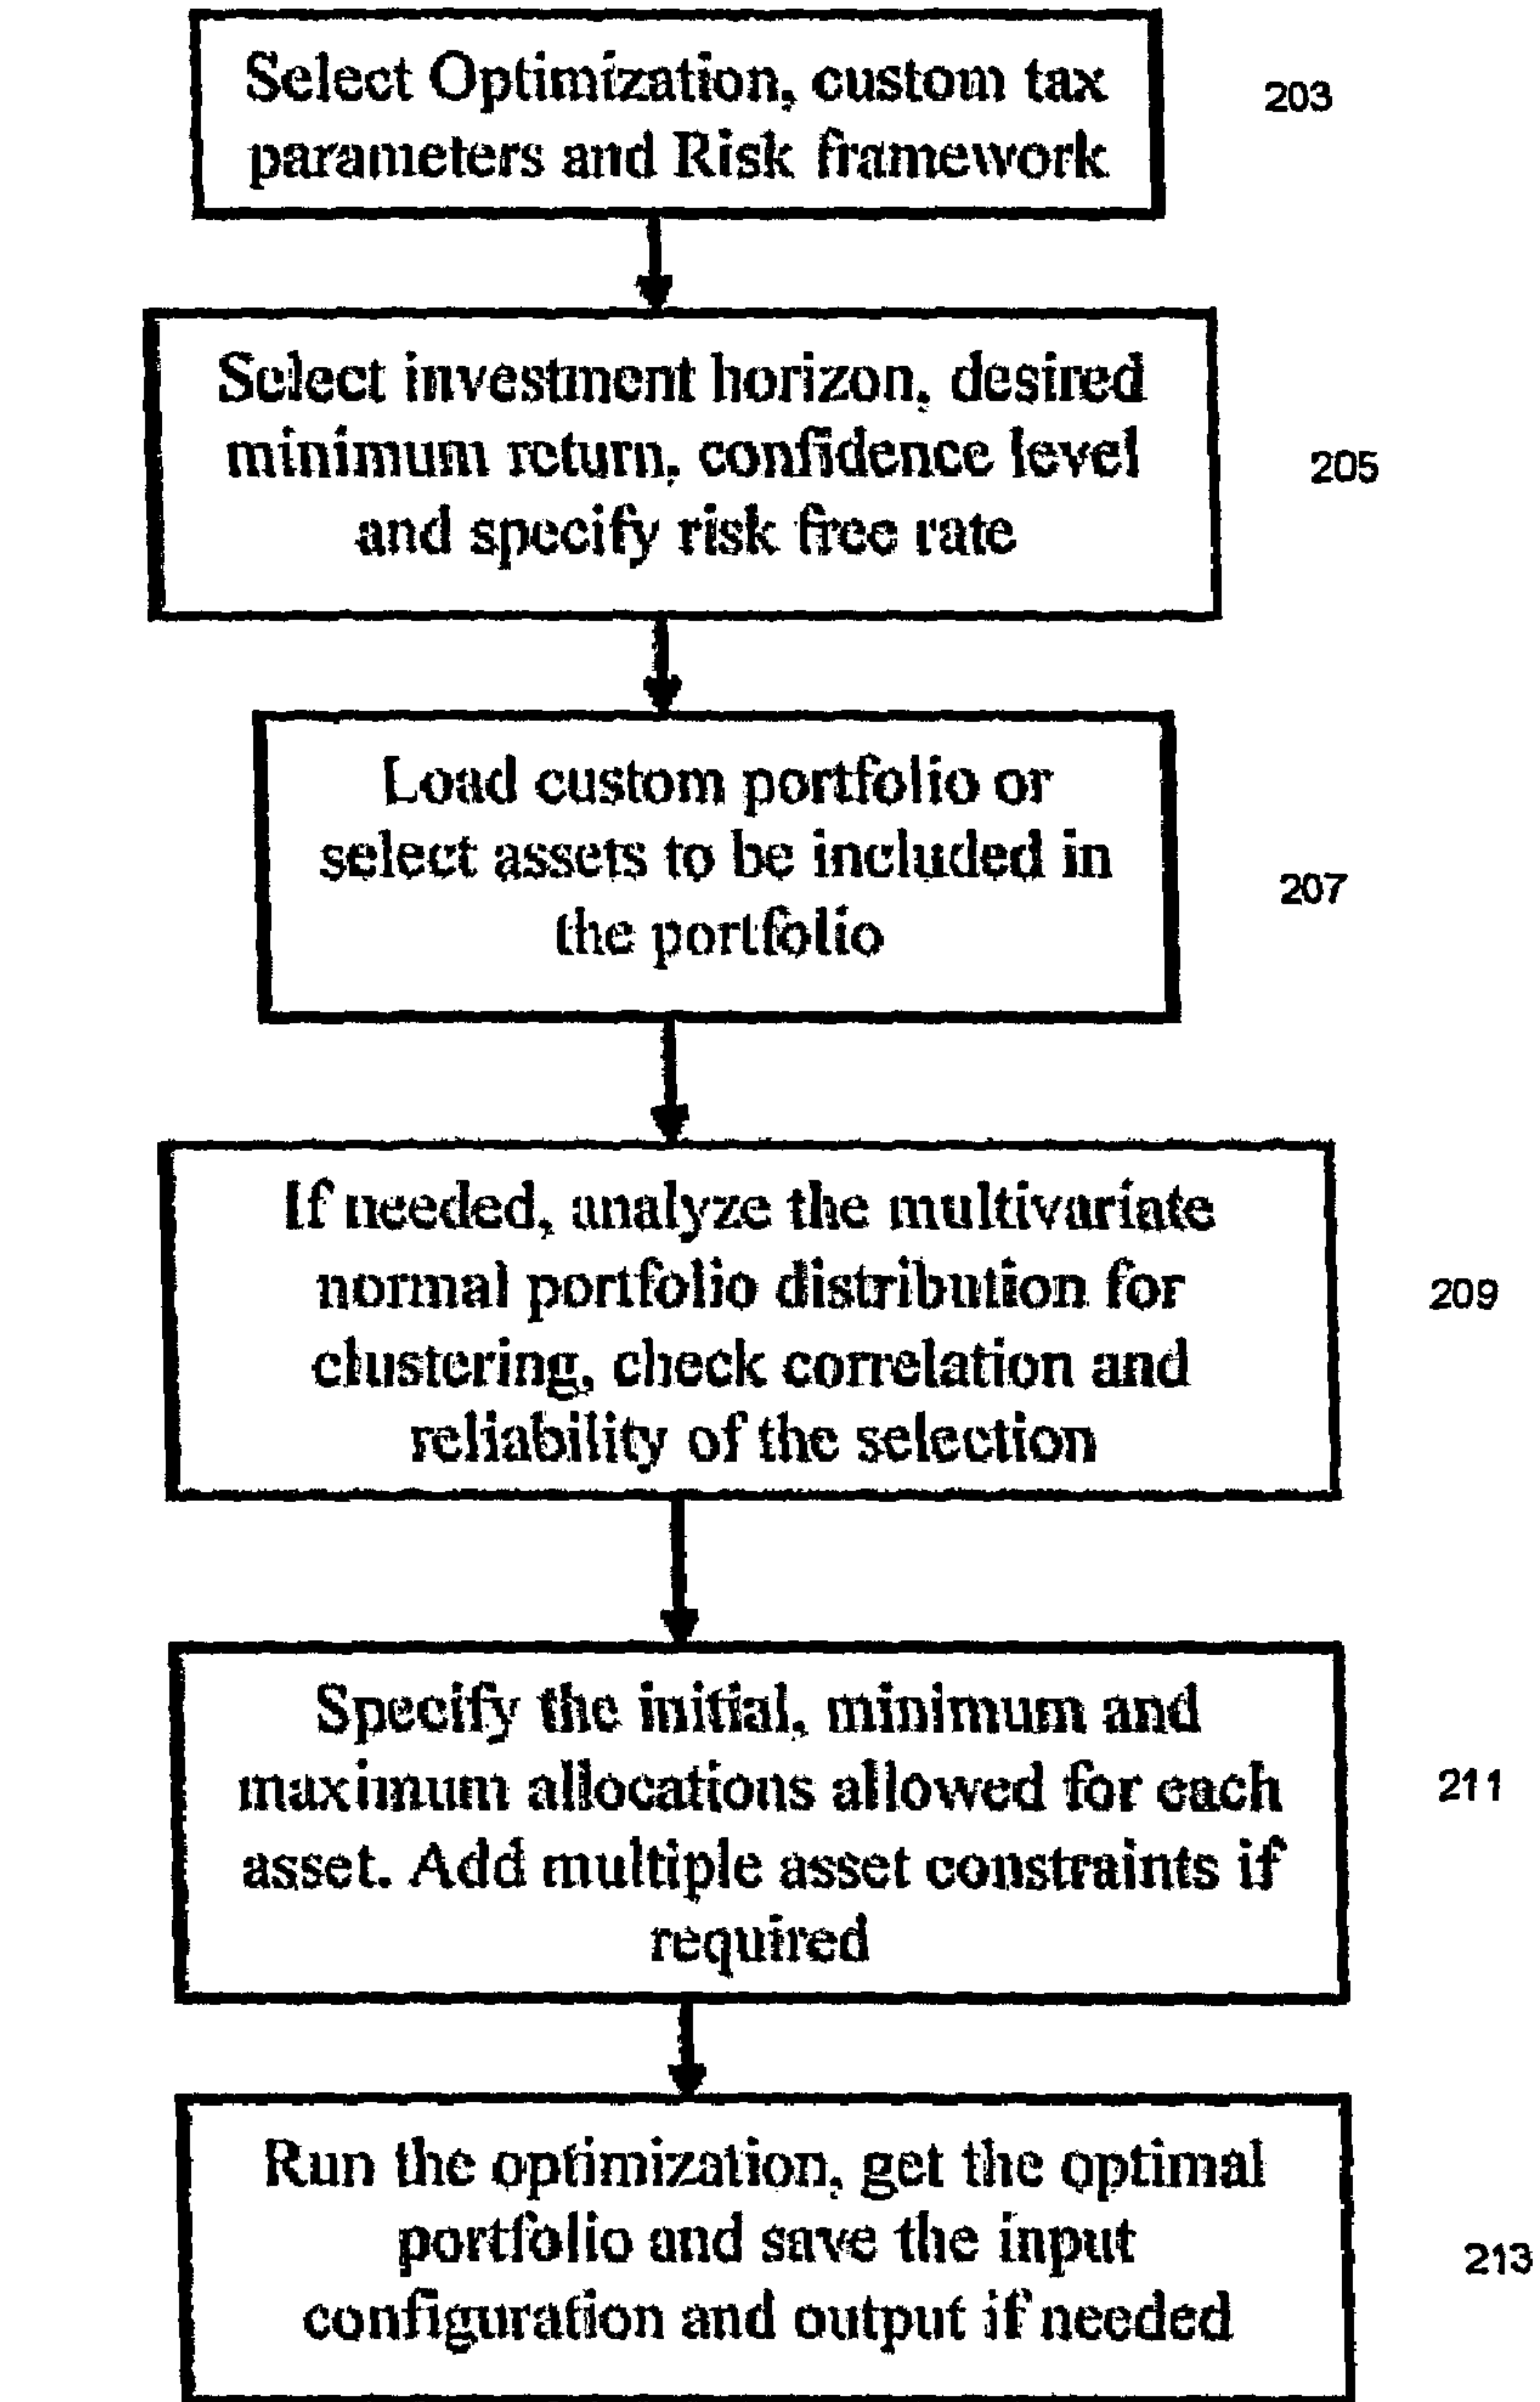 Select Optimization, custom tax
parameters and Risk framework
203
Select investment horizon, desired
minimum return, confidence level
and specify risk free rate
205
Load custom portfolio or
select assets to be included in
the portfolio
207
If needed, analyze the multivariate
normal portfolio distribution for
clustering, check correlation and
reliability of the selection
209
Specify the initial, minimum and
maximum allocations allowed for each
asset. Add multiple asset constraints if
required
211
Run the optimization, get the optimal
portfolio and save the input
configuration and output if needed
213